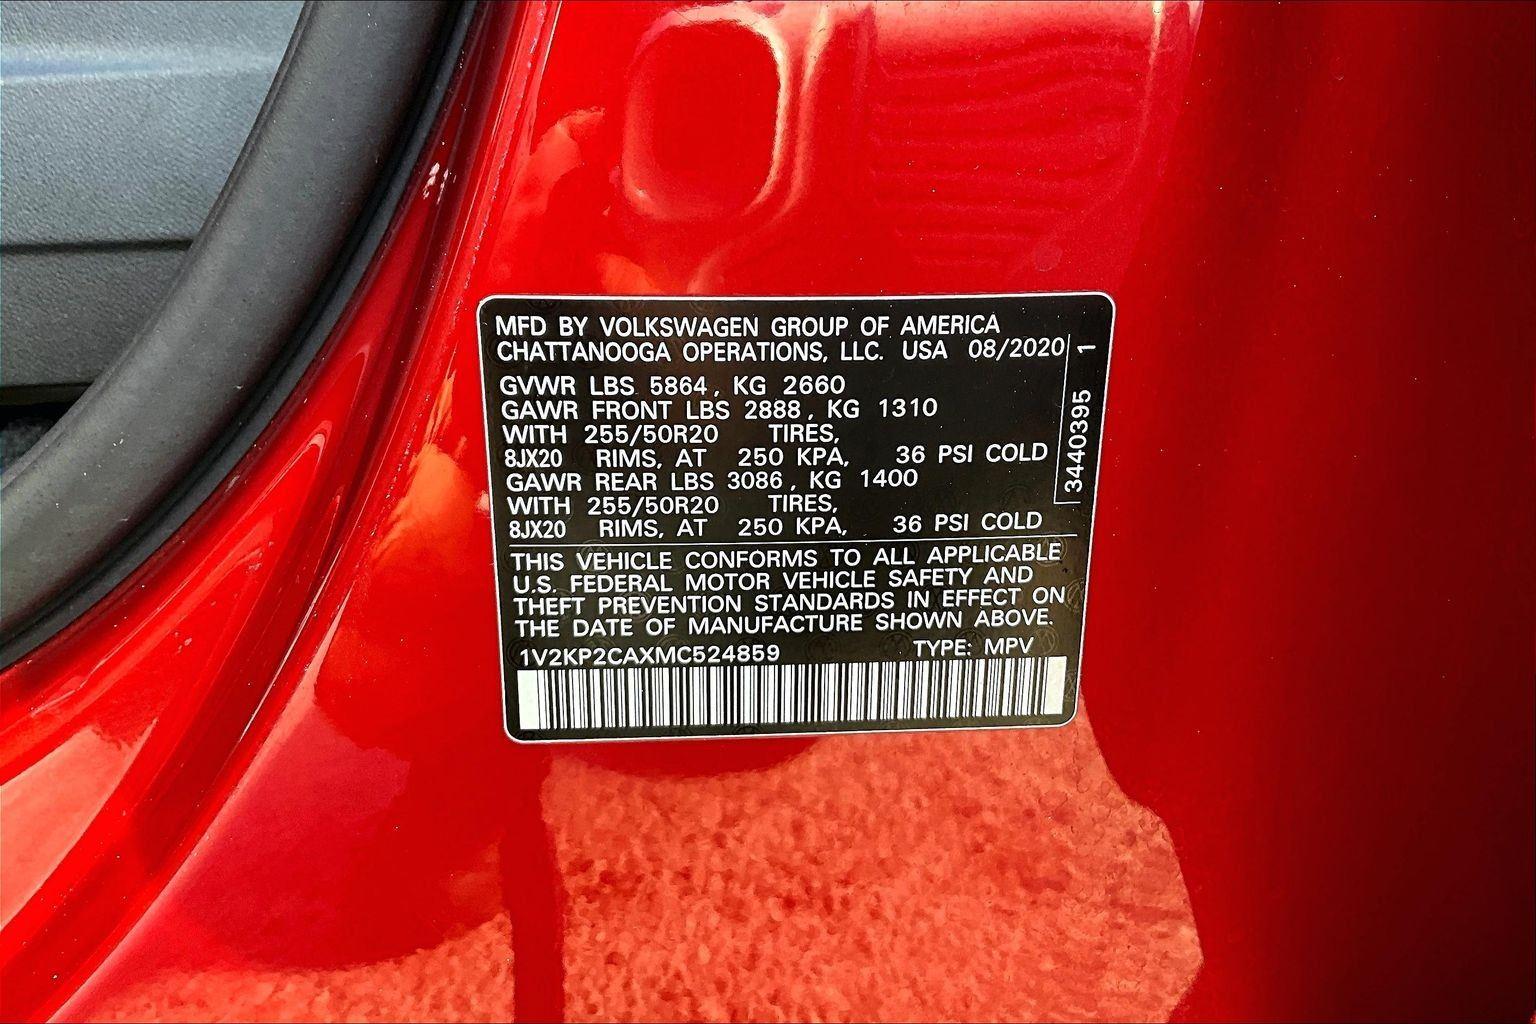 MFD BY VOLKSWAGEN GROUP OF AMERICA
CHATTANOOGA OPERATIONS, LLC. USA 08/2020
GVWR LBS 5864, KG 2660
GAWR FRONT LBS 2888, KG 1310
WITH 255/50R20 TIRES,
8JX20 RIMS, AT 250 KPA, 36 PSI COLD
GAWR REAR LBS 3086, KG 1400
WITH 255/50R20 TIRES,
8JX20 RIMS, AT 250 KPA, 36 PSI COLD
3440395 1
THIS VEHICLE CONFORMS TO ALL APPLICABLE
U.S. FEDERAL MOTOR VEHICLE SAFETY AND
THEFT PREVENTION STANDARDS IN EFFECT ON
THE DATE OF MANUFACTURE SHOWN ABOVE.
1V2KP2CAXMC524859 TYPE: MPV